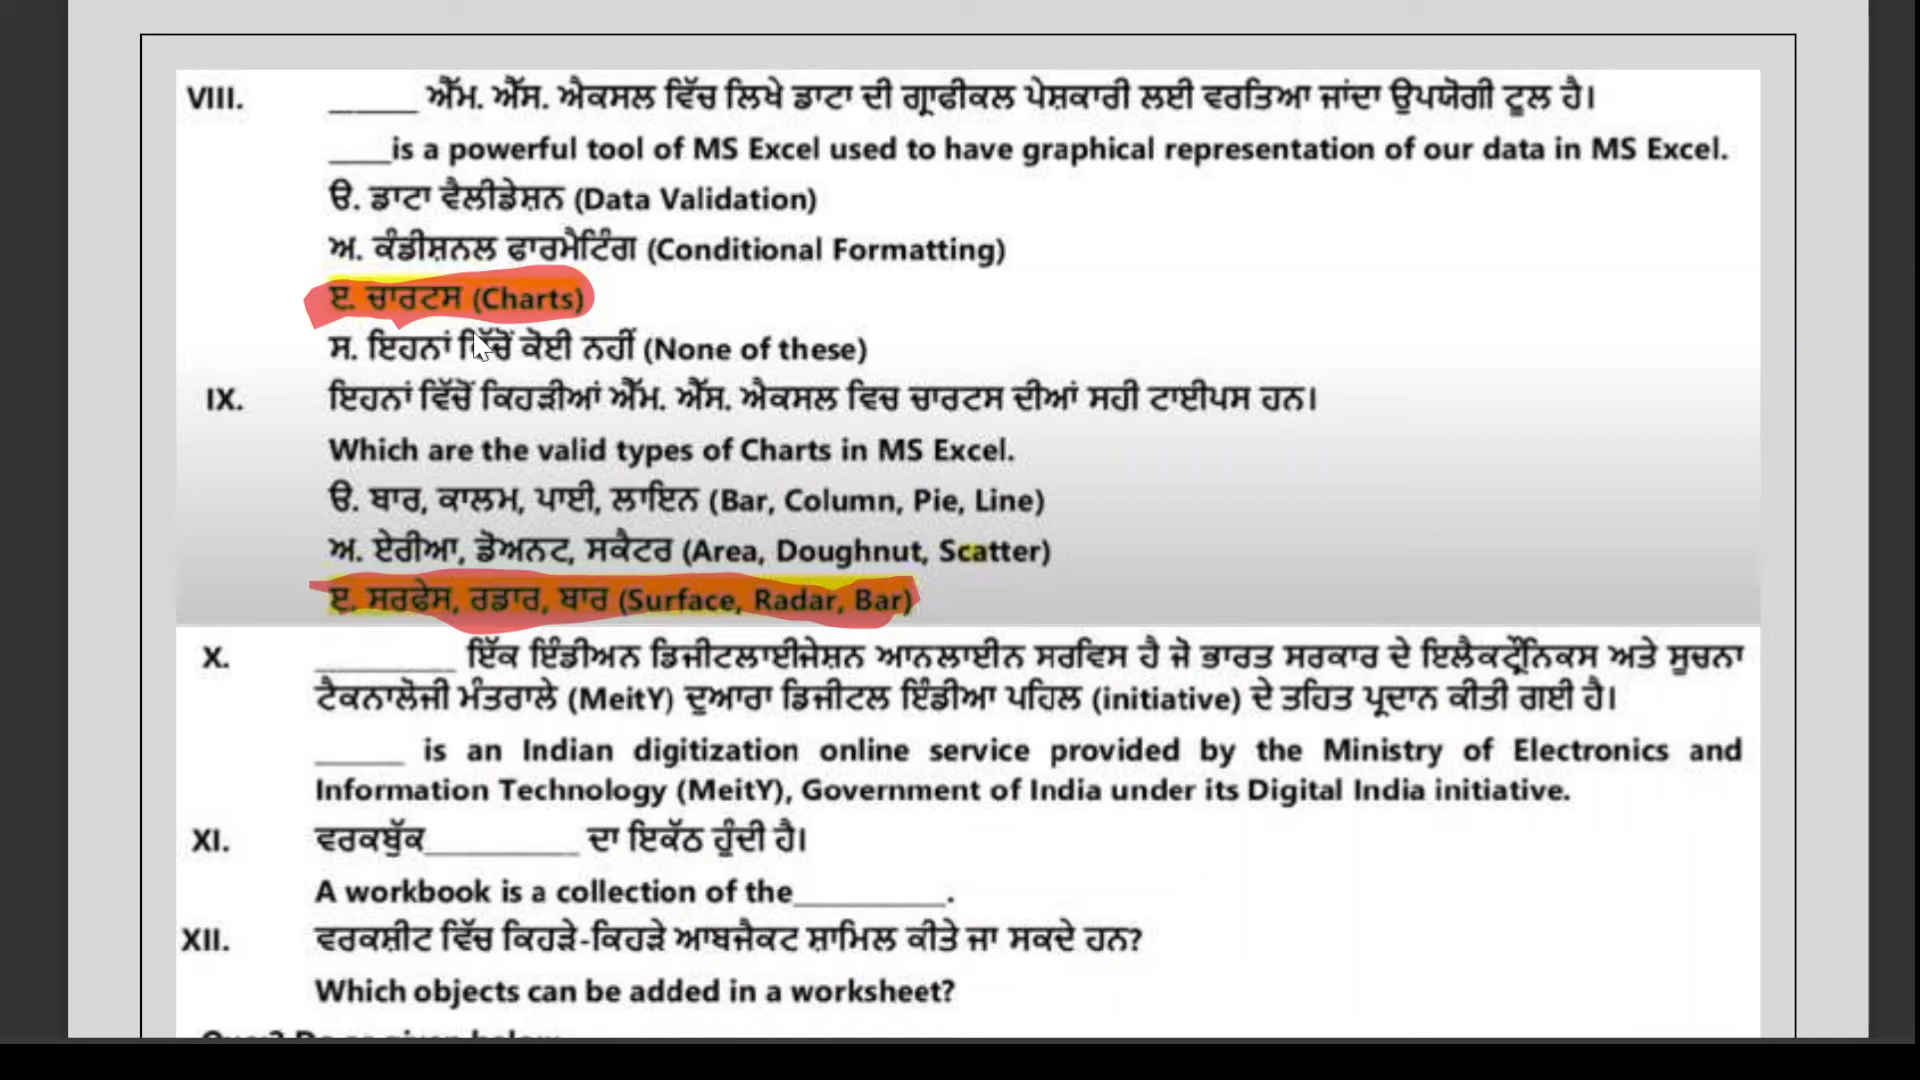 VIII. ______ ਐੱਮ. ਐੱਸ. ਐਕਸਲ ਵਿੱਚ ਲਿਖੇ ਡਾਟਾ ਦੀ ਗ੍ਰਾਫੀਕਲ ਪੇਸ਼ਕਾਰੀ ਲਈ ਵਰਤਿਆ ਜਾਂਦਾ ਉਪਯੋਗੀ ਟੂਲ ਹੈ।
____is a powerful tool of MS Excel used to have graphical representation of our data in MS Excel.
ੳ. ਡਾਟਾ ਵੈਲੀਡੇਸ਼ਨ (Data Validation)
ਅ. ਕੰਡੀਸ਼ਨਲ ਫਾਰਮੈਟਿੰਗ (Conditional Formatting)
ੲ. ਚਾਰਟਸ (Charts)
ਸ. ਇਹਨਾਂ ਵਿੱਚੋਂ ਕੋਈ ਨਹੀਂ (None of these)
IX. ਇਹਨਾਂ ਵਿੱਚੋਂ ਕਿਹੜੀਆਂ ਐੱਮ. ਐੱਸ. ਐਕਸਲ ਵਿਚ ਚਾਰਟਸ ਦੀਆਂ ਸਹੀ ਟਾਈਪਸ ਹਨ।
Which are the valid types of Charts in MS Excel.
ੳ. ਬਾਰ, ਕਾਲਮ, ਪਾਈ, ਲਾਇਨ (Bar, Column, Pie, Line)
ਅ. ਏਰੀਆ, ਡੋਅਨਟ, ਸਕੈਟਰ (Area, Doughnut, Scatter)
ੲ. ਸਰਫੇਸ, ਰਡਾਰ, ਬਾਰ (Surface, Radar, Bar)
X. __________ ਇੱਕ ਇੰਡੀਅਨ ਡਿਜੀਟਲਾਈਜੇਸ਼ਨ ਆਨਲਾਈਨ ਸਰਵਿਸ ਹੈ ਜੋ ਭਾਰਤ ਸਰਕਾਰ ਦੇ ਇਲੈਕਟ੍ਰੌਨਿਕਸ ਅਤੇ ਸੂਚਨਾ
ਟੈਕਨਾਲੋਜੀ ਮੰਤਰਾਲੇ (MeitY) ਦੁਆਰਾ ਡਿਜੀਟਲ ਇੰਡੀਆ ਪਹਿਲ (initiative) ਦੇ ਤਹਿਤ ਪ੍ਰਦਾਨ ਕੀਤੀ ਗਈ ਹੈ।
______ is an Indian digitization online service provided by the Ministry of Electronics and
Information Technology (MeitY), Government of India under its Digital India initiative.
XI. ਵਰਕਬੁੱਕ__________ ਦਾ ਇਕੱਠ ਹੁੰਦੀ ਹੈ।
A workbook is a collection of the__________.
XII. ਵਰਕਸ਼ੀਟ ਵਿੱਚ ਕਿਹੜੇ-ਕਿਹੜੇ ਆਬਜੈਕਟ ਸ਼ਾਮਿਲ ਕੀਤੇ ਜਾ ਸਕਦੇ ਹਨ?
Which objects can be added in a worksheet?